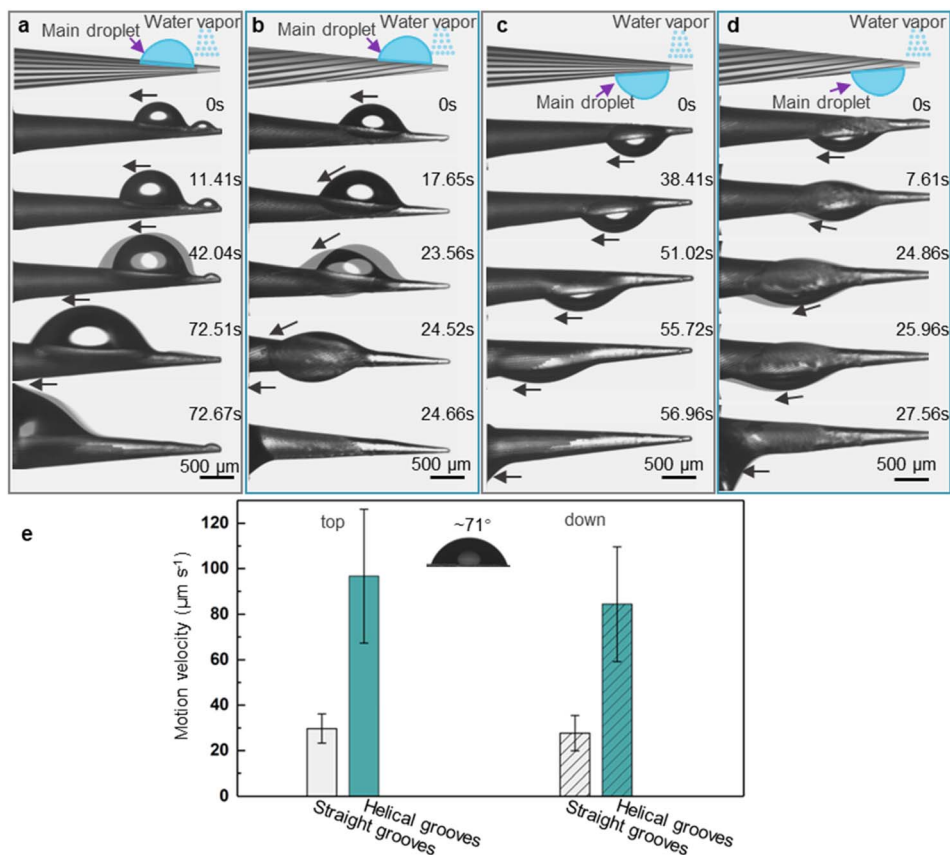 a
Water vapor
Main droplet
0s
11.41s
42.04s
72.51s
72.67s
500 µm
b
Water vapor
Main droplet
0s
17.65s
23.56s
24.52s
24.66s
500 µm
c
Water vapor
Main droplet
0s
38.41s
51.02s
55.72s
56.96s
500 µm
d
Water vapor
Main droplet
0s
7.61s
24.86s
25.96s
27.56s
500 µm
e
top
~71°
down
Motion velocity (µm s⁻¹)
120
100
80
60
40
20
0
Straight grooves
Helical grooves
Straight grooves
Helical grooves